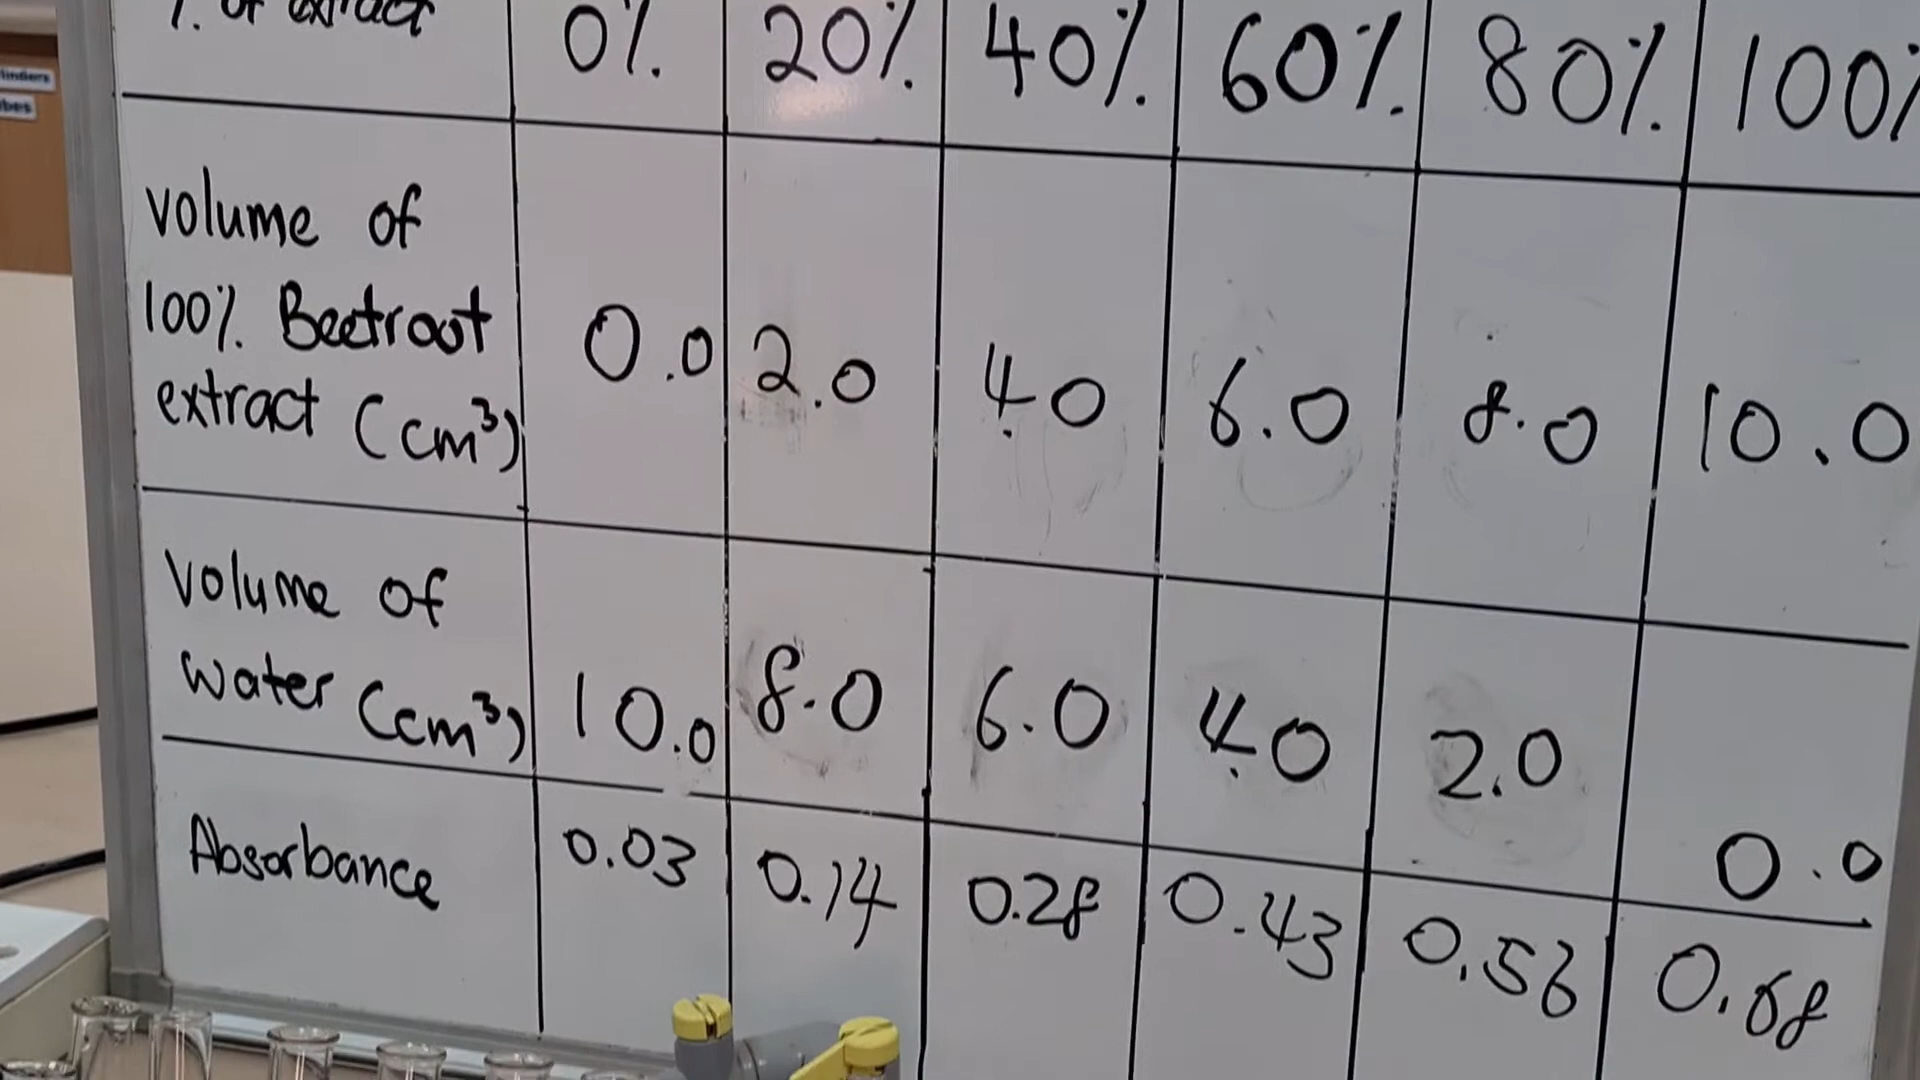 % of extract 0% 20% 40% 60% 80% 100%
volume of
100% Beetroot
extract (cm³) 0.0 2.0 4.0 6.0 8.0 10.0
Volume of
water (cm³) 10.0 8.0 6.0 4.0 2.0 0.0
Absorbance 0.03 0.14 0.28 0.43 0.56 0.68